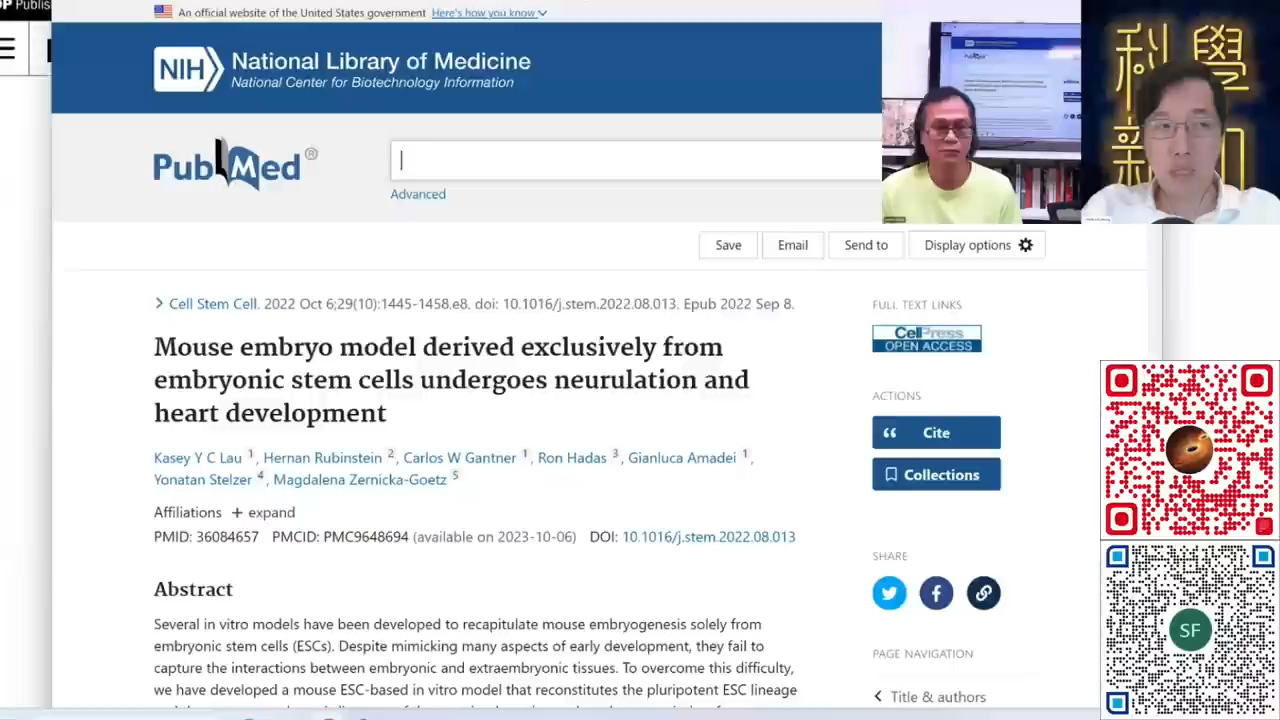 P Publis
An official website of the United States government Here's how you know
NIH National Library of Medicine
National Center for Biotechnology Information
科學
新知
PubMed®
Advanced
Save Email Send to Display options
Cell Stem Cell. 2022 Oct 6;29(10):1445-1458.e8. doi: 10.1016/j.stem.2022.08.013. Epub 2022 Sep 8.
Mouse embryo model derived exclusively from
embryonic stem cells undergoes neurulation and
heart development
Kasey Y C Lau 1, Hernan Rubinstein 2, Carlos W Gantner 1, Ron Hadas 3, Gianluca Amadei 1,
Yonatan Stelzer 4, Magdalena Zernicka-Goetz 5
Affiliations + expand
PMID: 36084657 PMCID: PMC9648694 (available on 2023-10-06) DOI: 10.1016/j.stem.2022.08.013
Abstract
Several in vitro models have been developed to recapitulate mouse embryogenesis solely from
embryonic stem cells (ESCs). Despite mimicking many aspects of early development, they fail to
capture the interactions between embryonic and extraembryonic tissues. To overcome this difficulty,
we have developed a mouse ESC-based in vitro model that reconstitutes the pluripotent ESC lineage
FULL TEXT LINKS
CellPress
OPEN ACCESS
ACTIONS
Cite
Collections
SHARE
PAGE NAVIGATION
Title & authors
SF